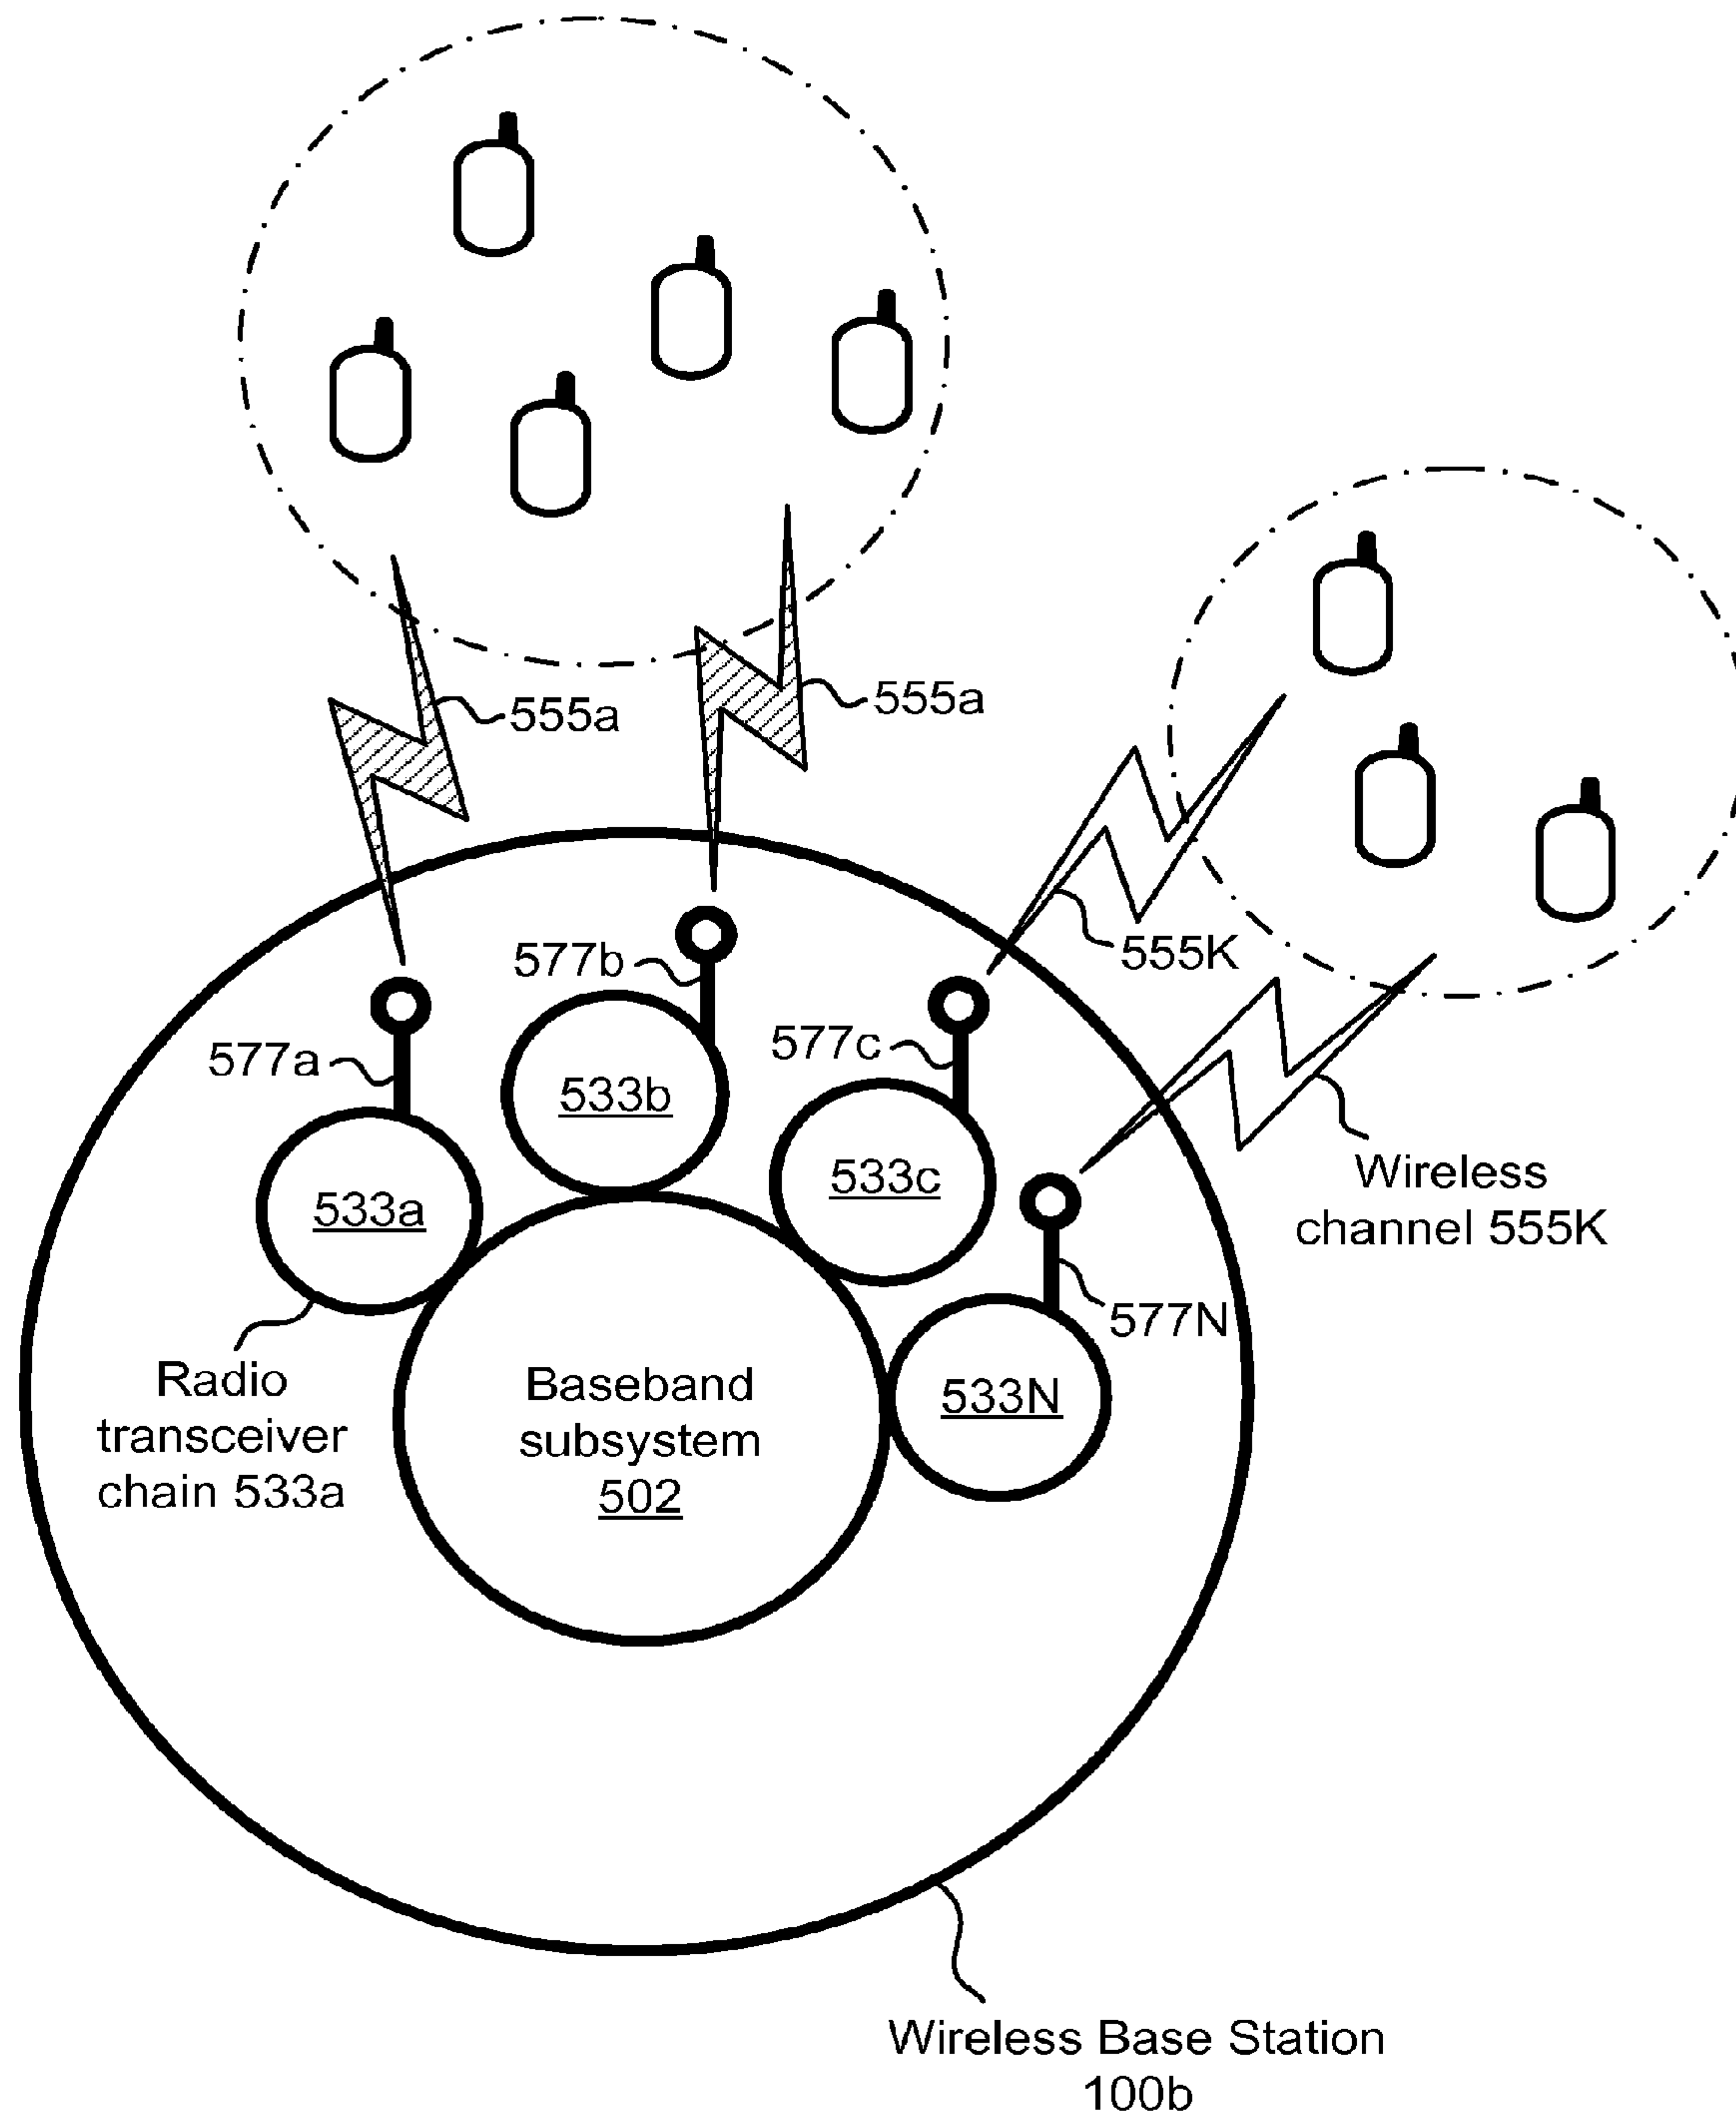 555a
555a
555K
577b
577a
577c
533b
533c
533a
Wireless
channel 555K
577N
Radio
transceiver
chain 533a
Baseband
subsystem
502
533N
Wireless Base Station
100b